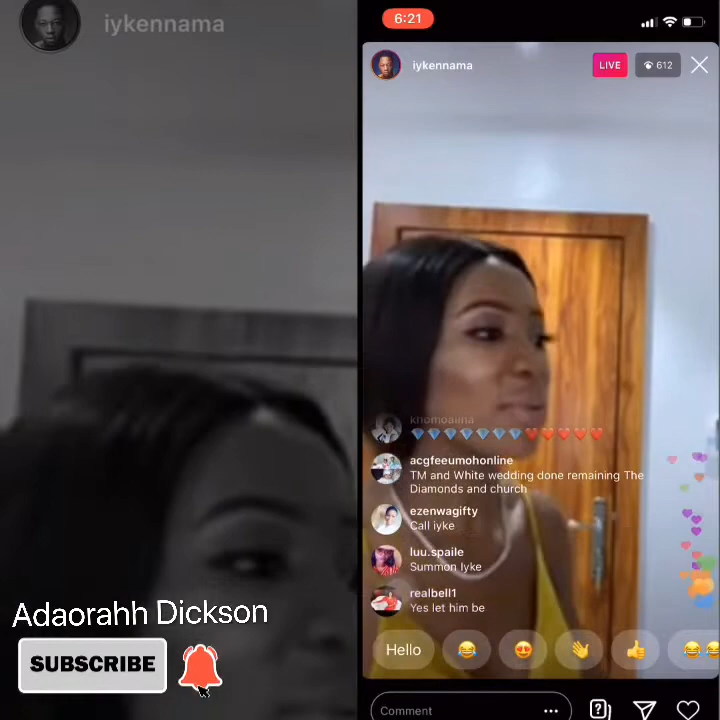 iykennama
6:21
iykennama
LIVE
612
khomoalina
acgfeeumohonline
TM and White wedding done remaining The
Diamonds and church
ezenwagifty
Call iyke
luu.spaile
Summon Iyke
realbell1
Yes let him be
Hello
Comment
Adaorahh Dickson
SUBSCRIBE